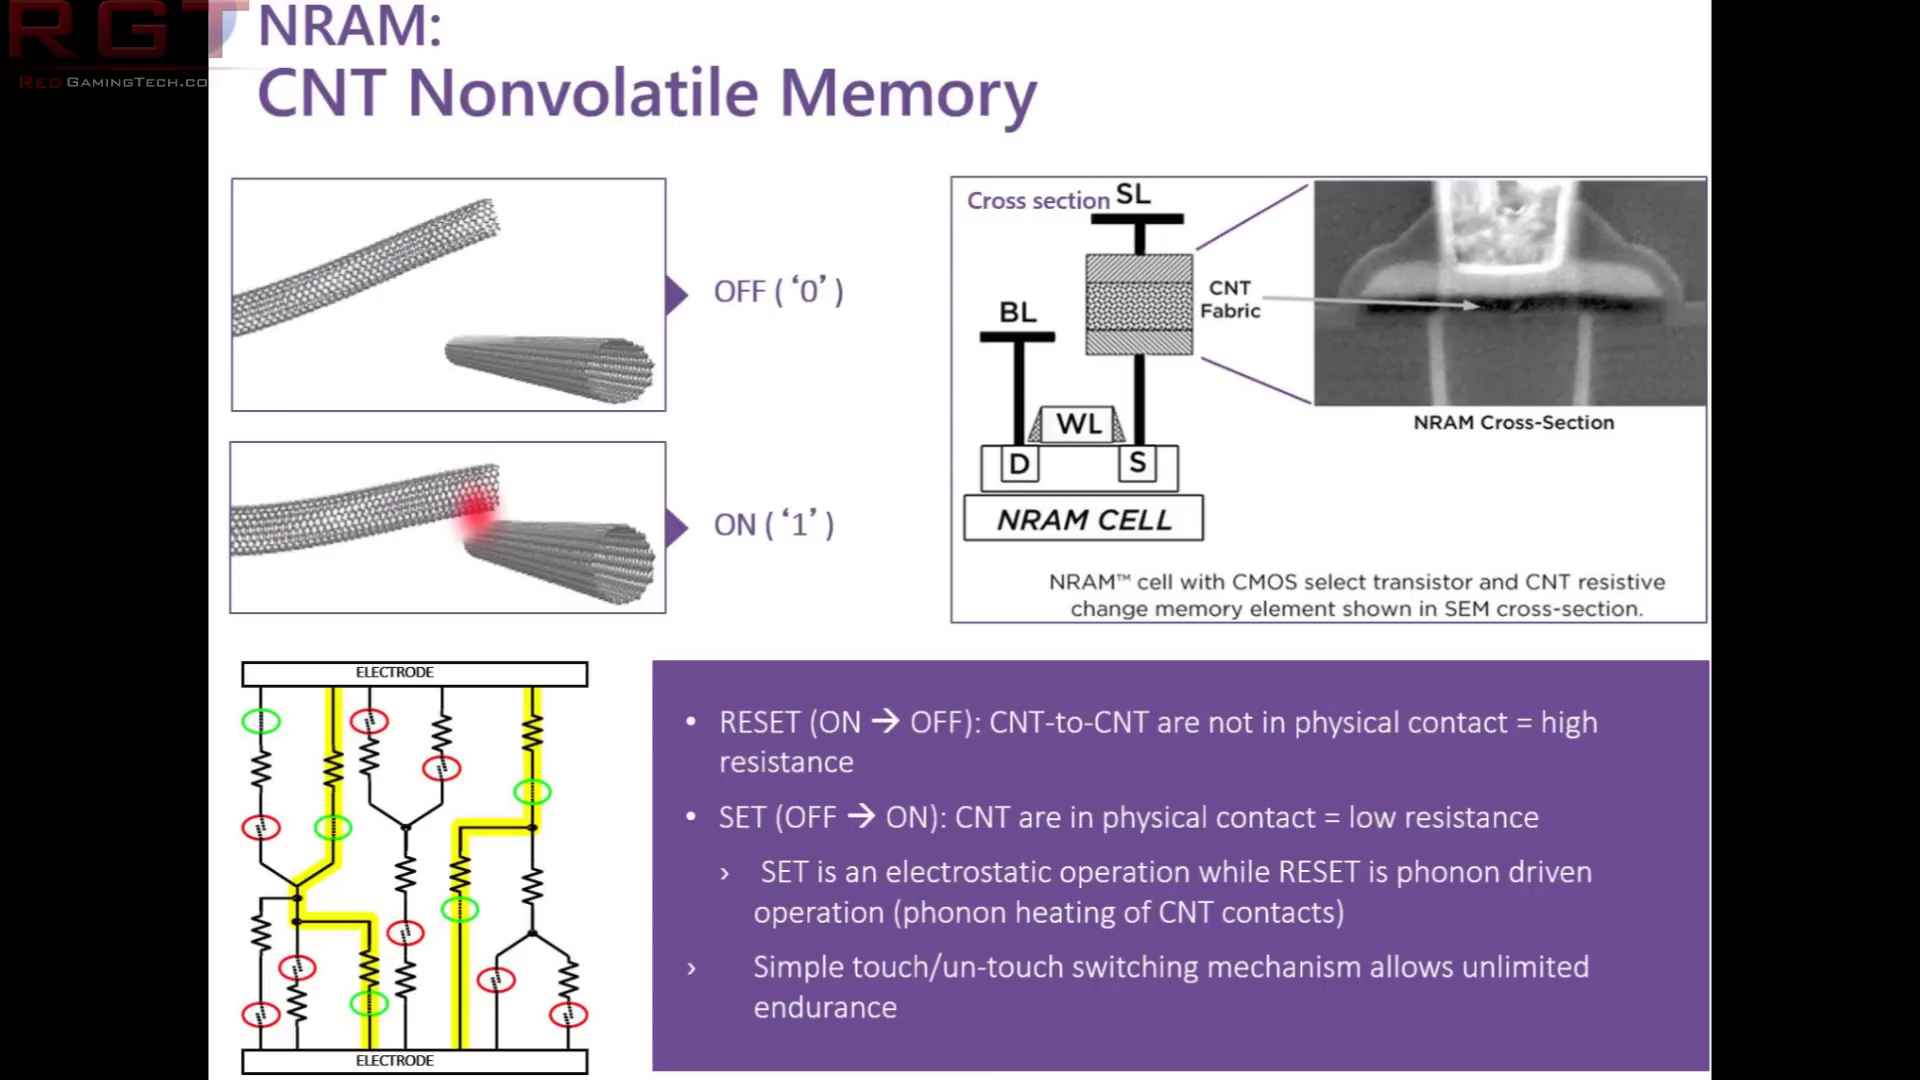 RGT
REDGAMINGTECH.CO
NRAM:
CNT Nonvolatile Memory
OFF ( ‘0’ )
ON ( ‘1’ )
Cross section
SL
BL
CNT
Fabric
WL
D
S
NRAM CELL
NRAM Cross-Section
NRAM™ cell with CMOS select transistor and CNT resistive
change memory element shown in SEM cross-section.
ELECTRODE
ELECTRODE
• RESET (ON → OFF): CNT-to-CNT are not in physical contact = high
resistance
• SET (OFF → ON): CNT are in physical contact = low resistance
› SET is an electrostatic operation while RESET is phonon driven
operation (phonon heating of CNT contacts)
› Simple touch/un-touch switching mechanism allows unlimited
endurance